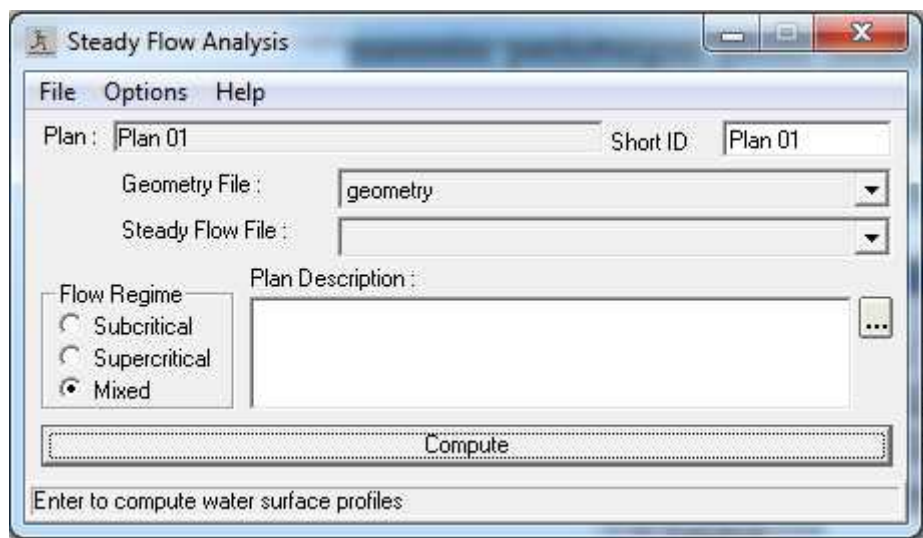 Steady Flow Analysis
File Options Help
Plan : Plan 01 Short ID Plan 01
Geometry File : geometry
Steady Flow File :
Plan Description :
Flow Regime
Subcritical
Supercritical
Mixed
...
Compute
Enter to compute water surface profiles